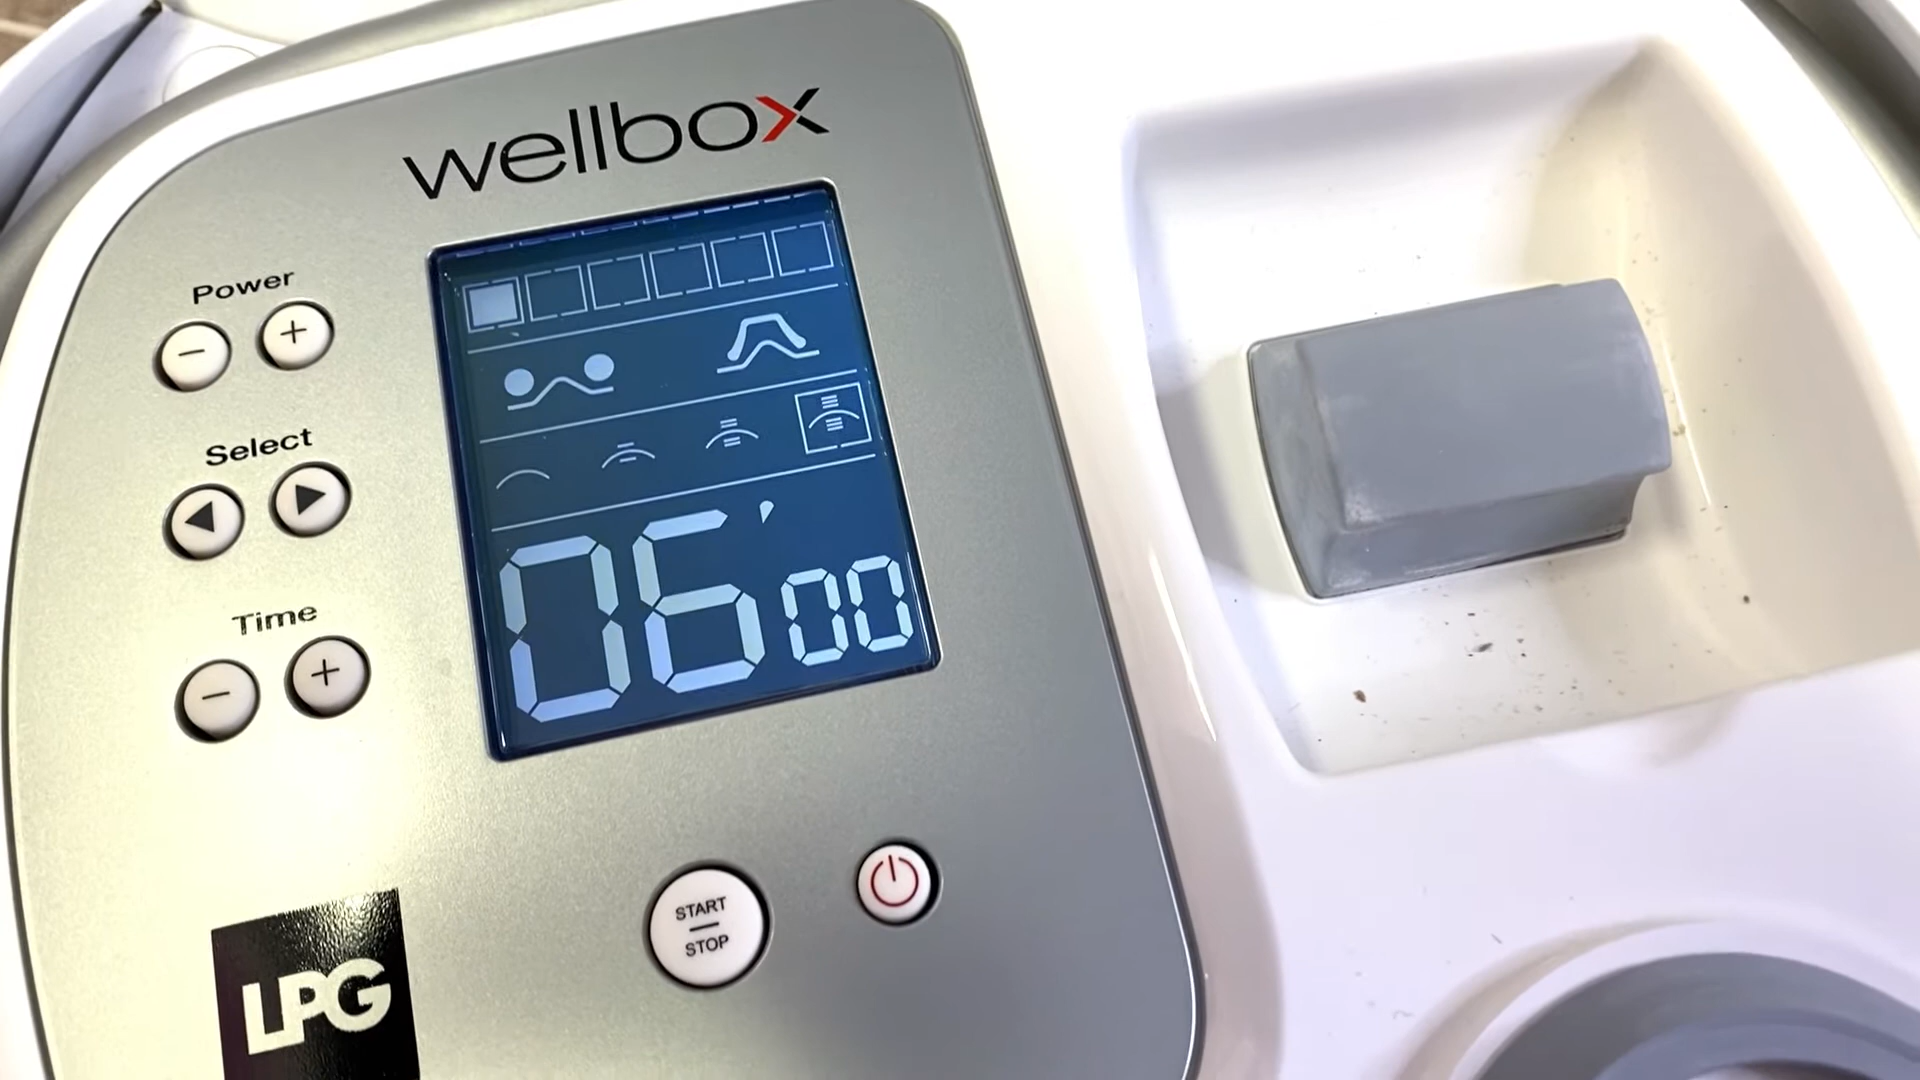 wellbox
Power
− +
Select
Time
− +
06'00
START
STOP
LPG